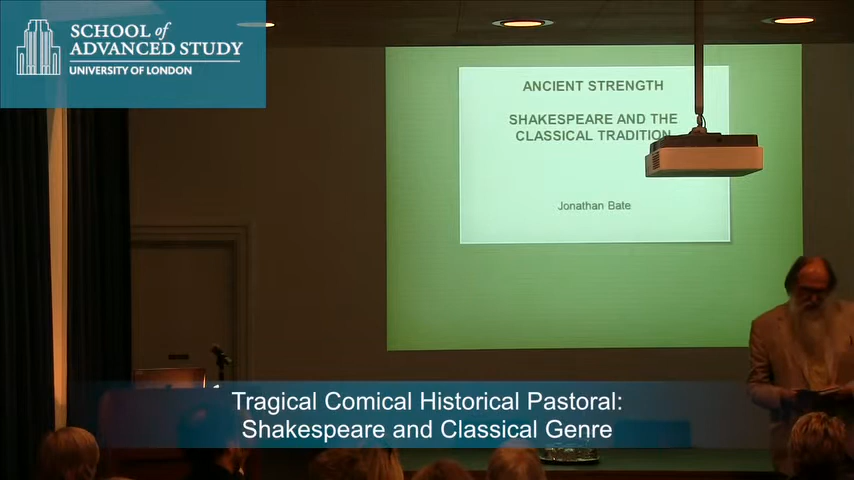 SCHOOL of
ADVANCED STUDY
UNIVERSITY OF LONDON
ANCIENT STRENGTH
SHAKESPEARE AND THE
CLASSICAL TRADITION
Jonathan Bate
Tragical Comical Historical Pastoral:
Shakespeare and Classical Genre